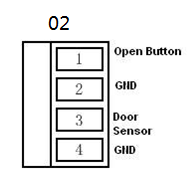 02
1 Open Button
2 GND
3 Door
Sensor
4 GND